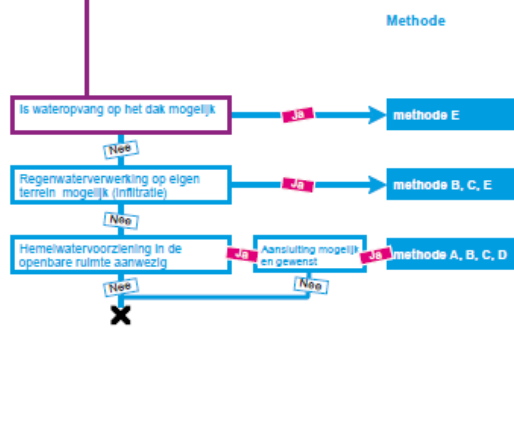 Methode
Is wateropvang op het dak mogelijk
Ja
methode E
Nee
Regenwaterverwerking op eigen
terrein mogelijk (infiltratie)
Ja
methode B, C, E
Nee
Hemelwatervoorziening in de
openbare ruimte aanwezig
Ja
Aansluiting mogelijk
en gewenst
Ja
methode A, B, C, D
Nee
Nee